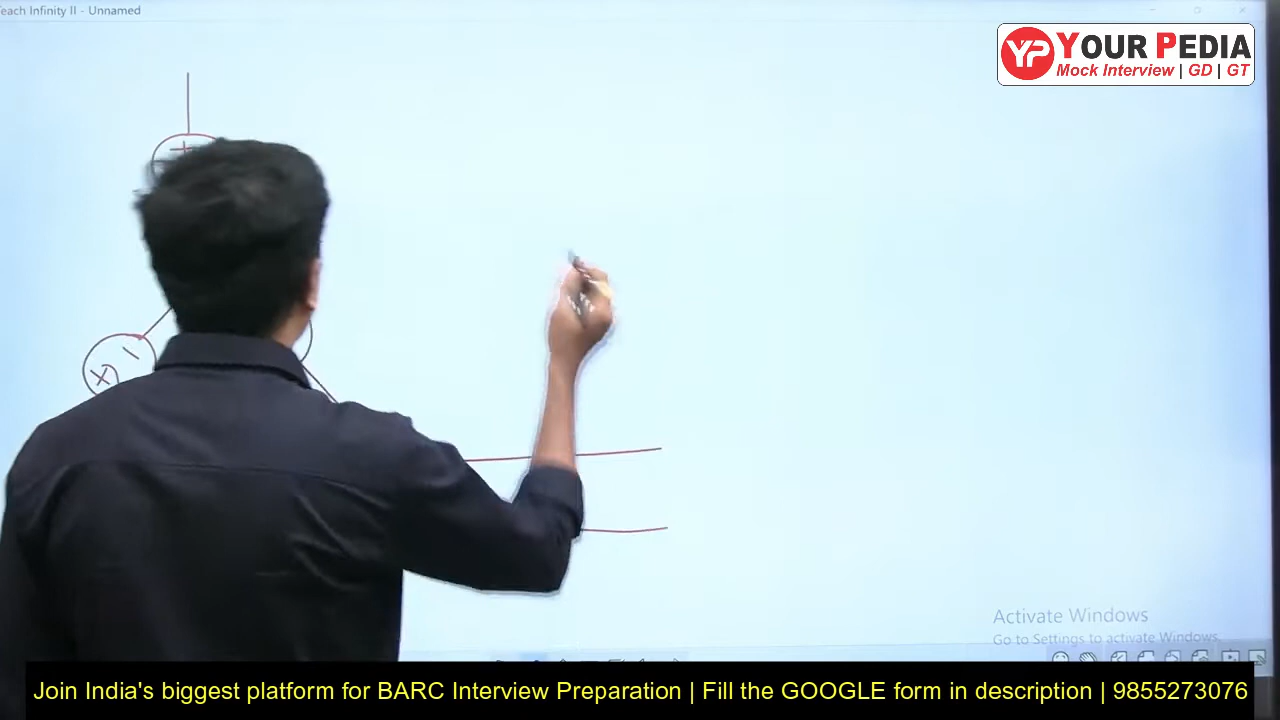 each Infinity II - Unnamed
YP YOUR PEDIA
Mock Interview | GD | GT
+
-
Activate Windows
Go to Settings to activate Windows.
Join India's biggest platform for BARC Interview Preparation | Fill the GOOGLE form in description | 9855273076